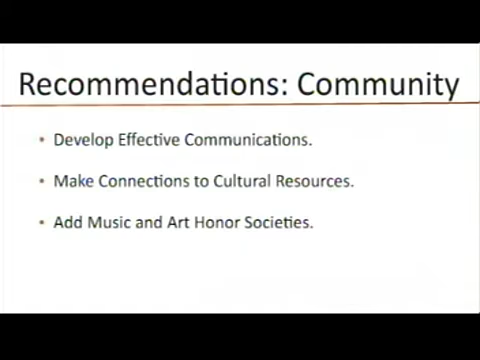 Recommendations: Community
• Develop Effective Communications.
• Make Connections to Cultural Resources.
• Add Music and Art Honor Societies.